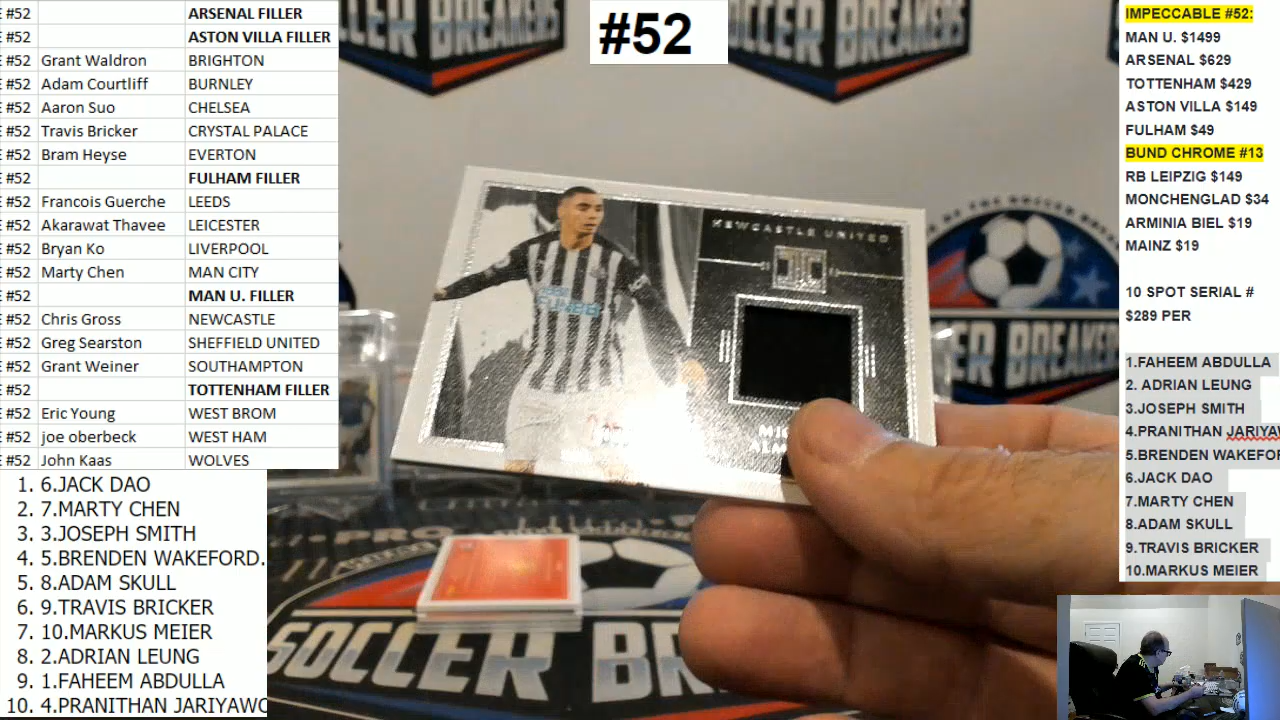 #52 ARSENAL FILLER
#52 ASTON VILLA FILLER
#52 Grant Waldron BRIGHTON
#52 Adam Courtliff BURNLEY
#52 Aaron Suo CHELSEA
#52 Travis Bricker CRYSTAL PALACE
#52 Bram Heyse EVERTON
#52 FULHAM FILLER
#52 Francois Guerche LEEDS
#52 Akarawat Thavee LEICESTER
#52 Bryan Ko LIVERPOOL
#52 Marty Chen MAN CITY
#52 MAN U. FILLER
#52 Chris Gross NEWCASTLE
#52 Greg Searston SHEFFIELD UNITED
#52 Grant Weiner SOUTHAMPTON
#52 TOTTENHAM FILLER
#52 Eric Young WEST BROM
#52 joe oberbeck WEST HAM
#52 John Kaas WOLVES
1. 6.JACK DAO
2. 7.MARTY CHEN
3. 3.JOSEPH SMITH
4. 5.BRENDEN WAKEFORD.
5. 8.ADAM SKULL
6. 9.TRAVIS BRICKER
7. 10.MARKUS MEIER
8. 2.ADRIAN LEUNG
9. 1.FAHEEM ABDULLA
10. 4.PRANITHAN JARIYAWO
#52
SOCCER BREAKERS
NEWCASTLE UNITED
SOCCER BREAKERS
SOCCER BRE
IMPECCABLE #52:
MAN U. $1499
ARSENAL $629
TOTTENHAM $429
ASTON VILLA $149
FULHAM $49
BUND CHROME #13
RB LEIPZIG $149
MONCHENGLAD $34
ARMINIA BIEL $19
MAINZ $19
10 SPOT SERIAL #
$289 PER
1.FAHEEM ABDULLA
2. ADRIAN LEUNG
3.JOSEPH SMITH
4.PRANITHAN JARIYAW
5.BRENDEN WAKEFOR
6.JACK DAO
7.MARTY CHEN
8.ADAM SKULL
9.TRAVIS BRICKER
10.MARKUS MEIER